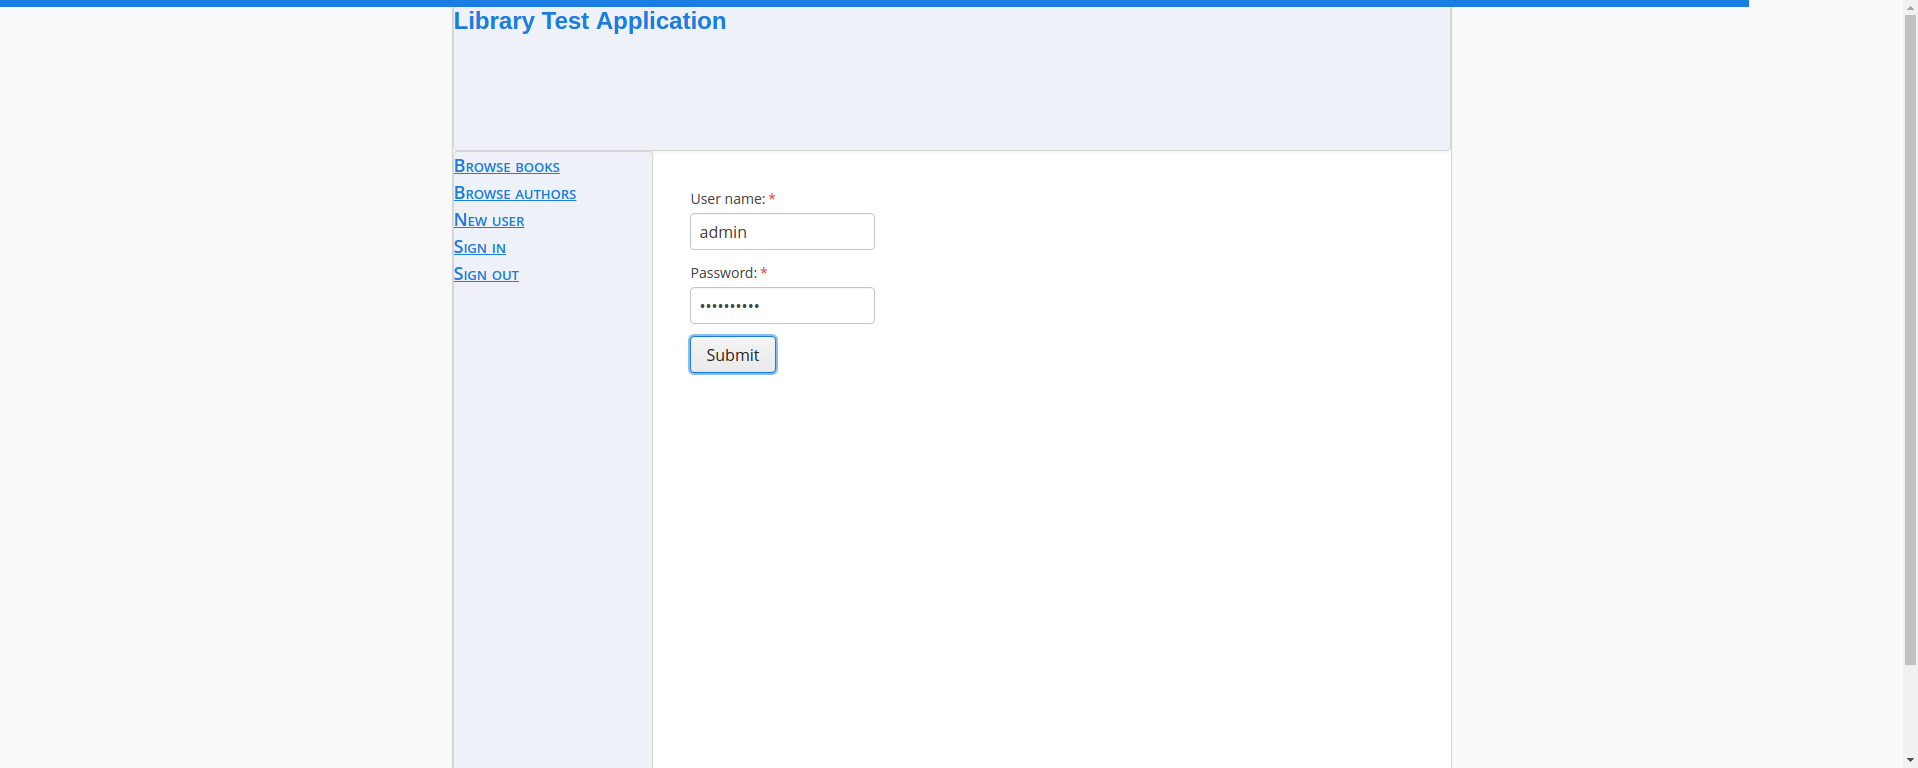 Library Test Application
Browse books
Browse authors
New user
Sign in
Sign out
User name: *
admin
Password: *
••••••••••
Submit